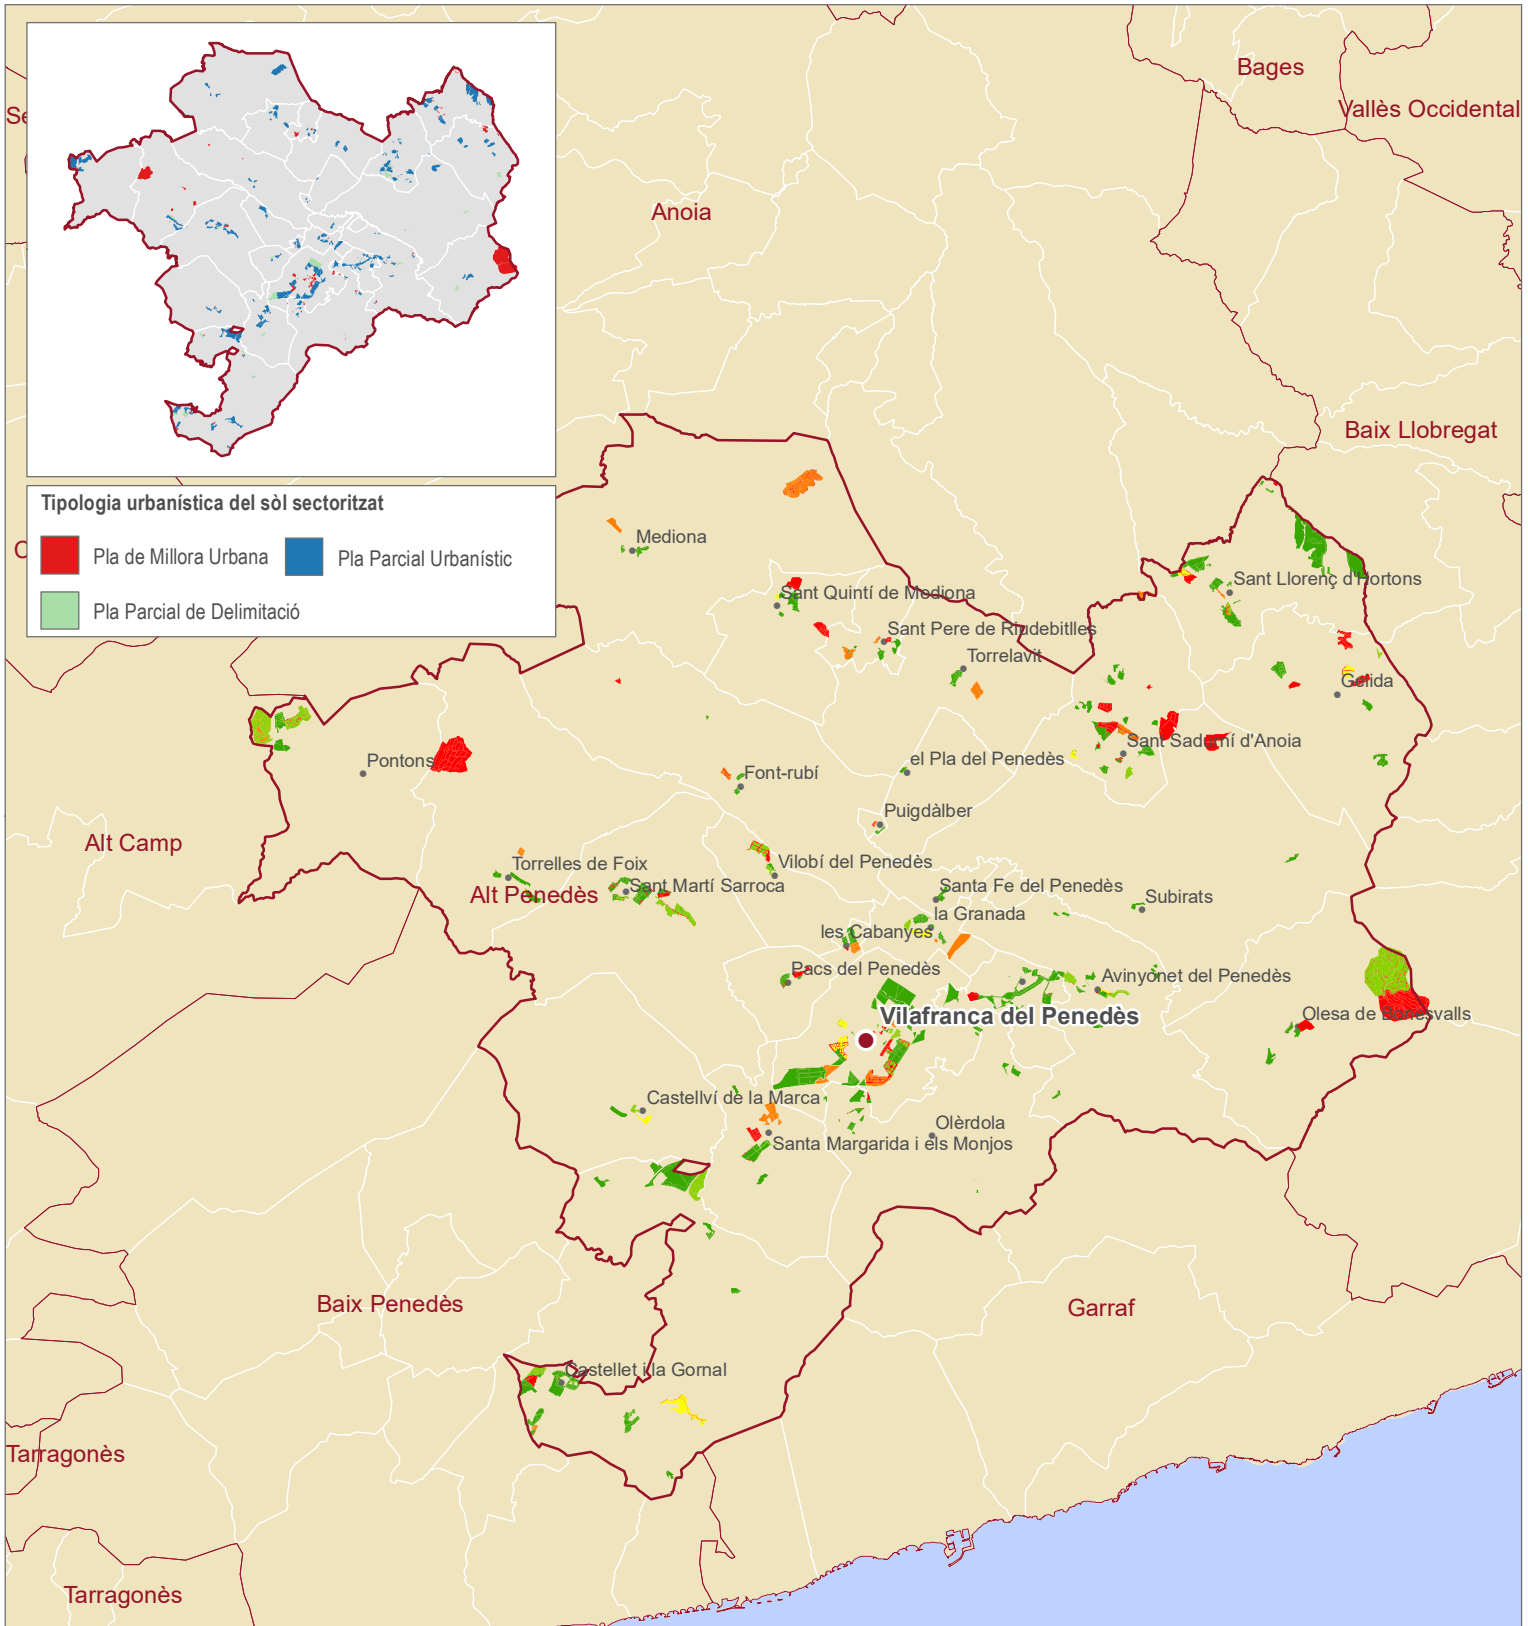 Bages
Vallès Occidental
Se
Anoia
Baix Llobregat
Tipologia urbanística del sòl sectoritzat
Pla de Millora Urbana
Pla Parcial Urbanístic
Pla Parcial de Delimitació
Mediona
Sant Llorenç d'Hortons
Sant Quintí de Mediona
Sant Pere de Riudebitlles
Torrelavit
Gelida
Sant Sadurní d'Anoia
Pontons
el Pla del Penedès
Font-rubí
Puigdàlber
Alt Camp
Torrelles de Foix
Vilobí del Penedès
Alt Penedès
Sant Martí Sarroca
Santa Fe del Penedès
Subirats
la Granada
les Cabanyes
Pacs del Penedès
Avinyonet del Penedès
Vilafranca del Penedès
Olesa de Bonesvalls
Castellví de la Marca
Olèrdola
Santa Margarida i els Monjos
Baix Penedès
Garraf
Castellet i la Gornal
Tarragonès
Tarragonès